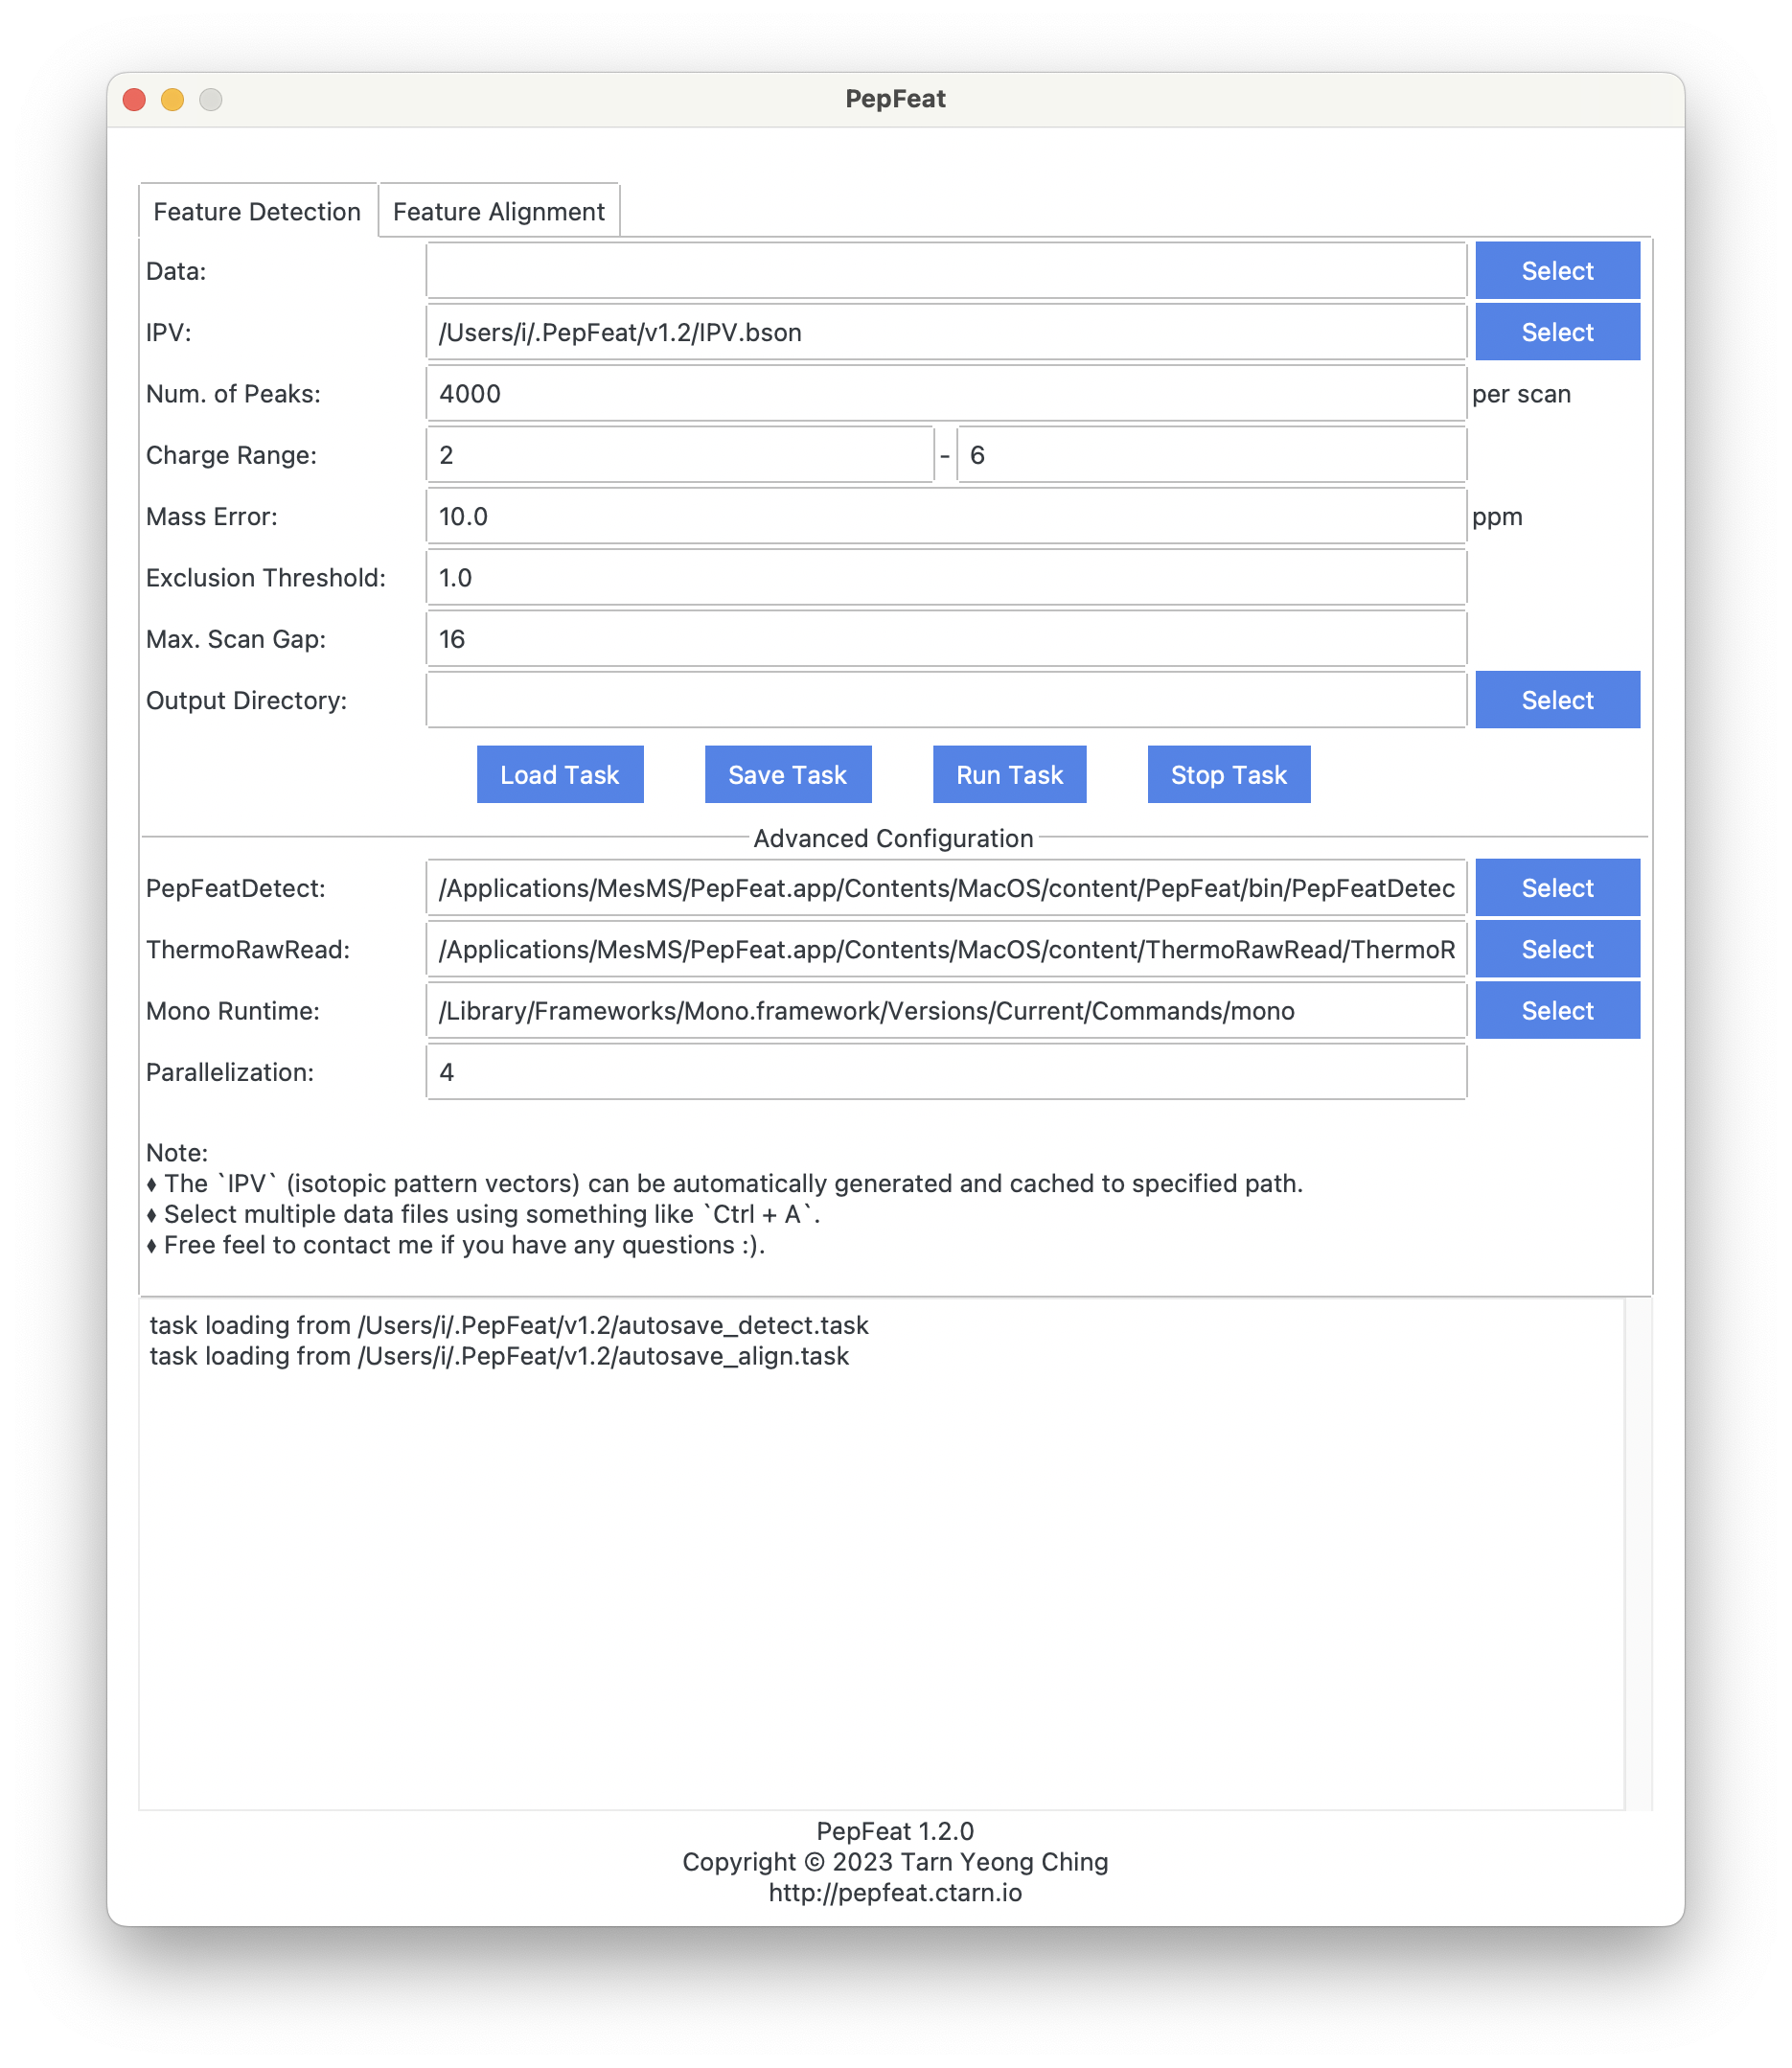 PepFeat
Feature Detection Feature Alignment
Data: Select
IPV: /Users/i/.PepFeat/v1.2/IPV.bson Select
Num. of Peaks: 4000 per scan
Charge Range: 2 - 6
Mass Error: 10.0 ppm
Exclusion Threshold: 1.0
Max. Scan Gap: 16
Output Directory: Select
Load Task Save Task Run Task Stop Task
Advanced Configuration
PepFeatDetect: /Applications/MesMS/PepFeat.app/Contents/MacOS/content/PepFeat/bin/PepFeatDetec Select
ThermoRawRead: /Applications/MesMS/PepFeat.app/Contents/MacOS/content/ThermoRawRead/ThermoR Select
Mono Runtime: /Library/Frameworks/Mono.framework/Versions/Current/Commands/mono Select
Parallelization: 4
Note:
♦ The `IPV` (isotopic pattern vectors) can be automatically generated and cached to specified path.
♦ Select multiple data files using something like `Ctrl + A`.
♦ Free feel to contact me if you have any questions :).
task loading from /Users/i/.PepFeat/v1.2/autosave_detect.task
task loading from /Users/i/.PepFeat/v1.2/autosave_align.task
PepFeat 1.2.0
Copyright © 2023 Tarn Yeong Ching
http://pepfeat.ctarn.io